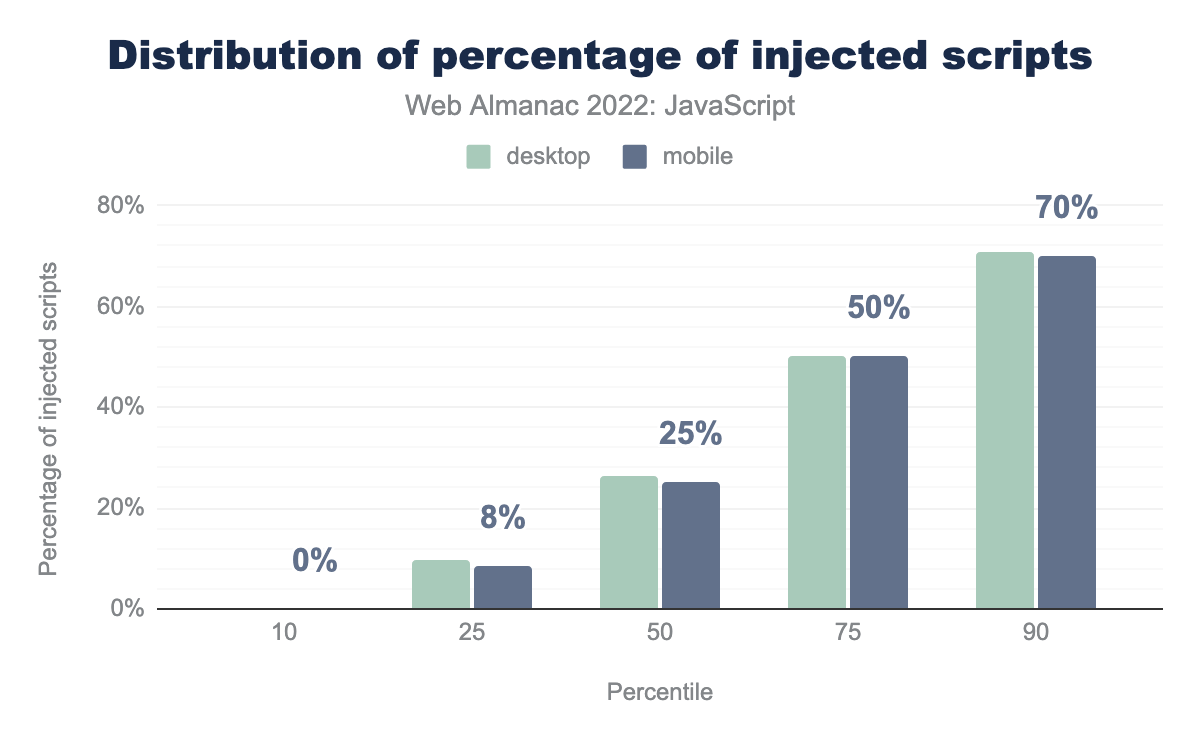 Distribution of percentage of injected scripts
Web Almanac 2022: JavaScript
desktop
mobile
Percentage of injected scripts
80%
60%
40%
20%
0%
0%
8%
25%
50%
70%
10
25
50
75
90
Percentile